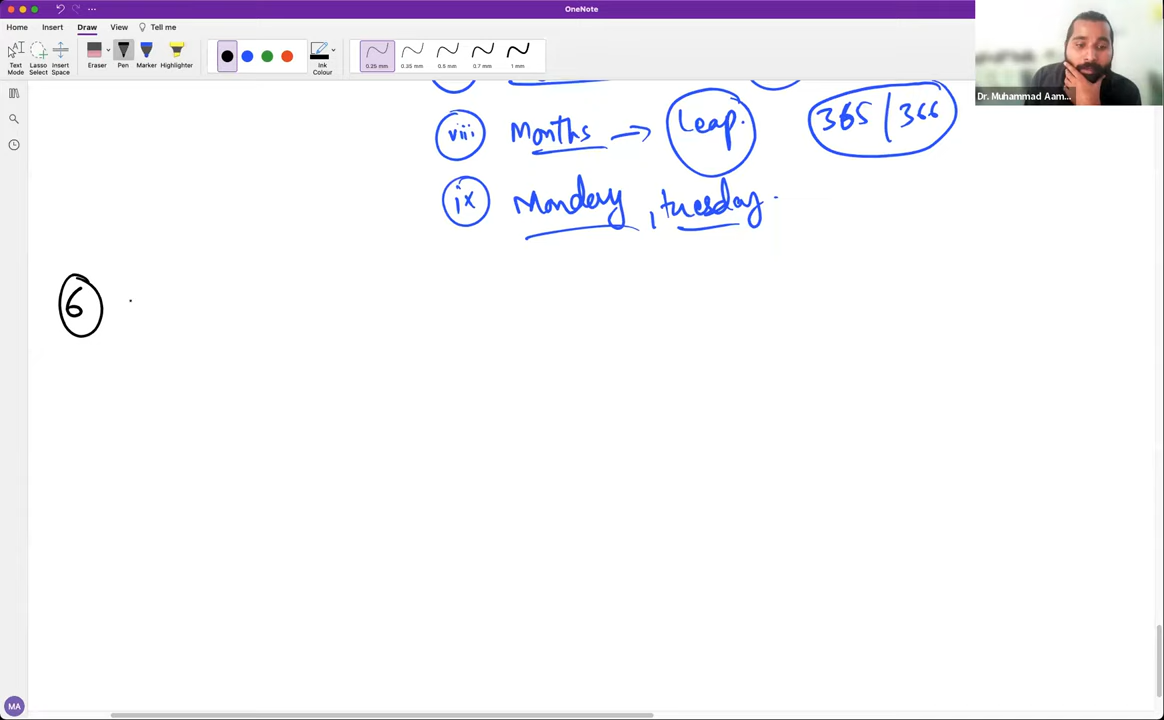 OneNote
Home Insert Draw View Tell me
Text Mode Lasso Select Insert Space Eraser Pen Marker Highlighter Ink Colour 0.25 mm 0.35 mm 0.5 mm 0.7 mm 1 mm
Dr. Muhammad Aam...
viii Months → Leap. 365 / 366
ix Monday, tuesday.
6
MA